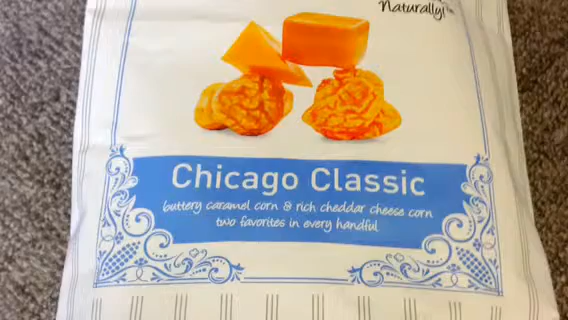 Naturally!
Chicago Classic
buttery caramel corn & rich cheddar cheese corn
two favorites in every handful